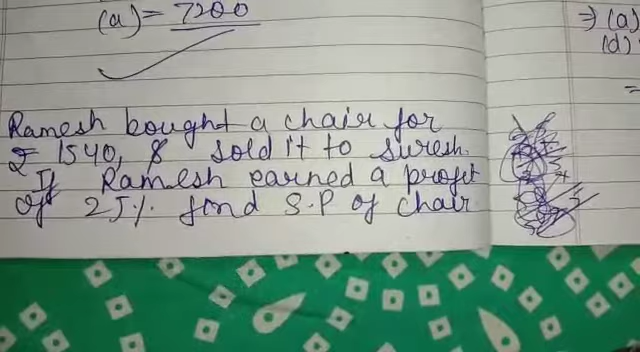 (a) = 7200
⇒ (a)
(d)
=
Ramesh bought a chair for
₹ 1540, & sold it to Suresh.
If Ramesh earned a profit
of 25% find S.P of chair